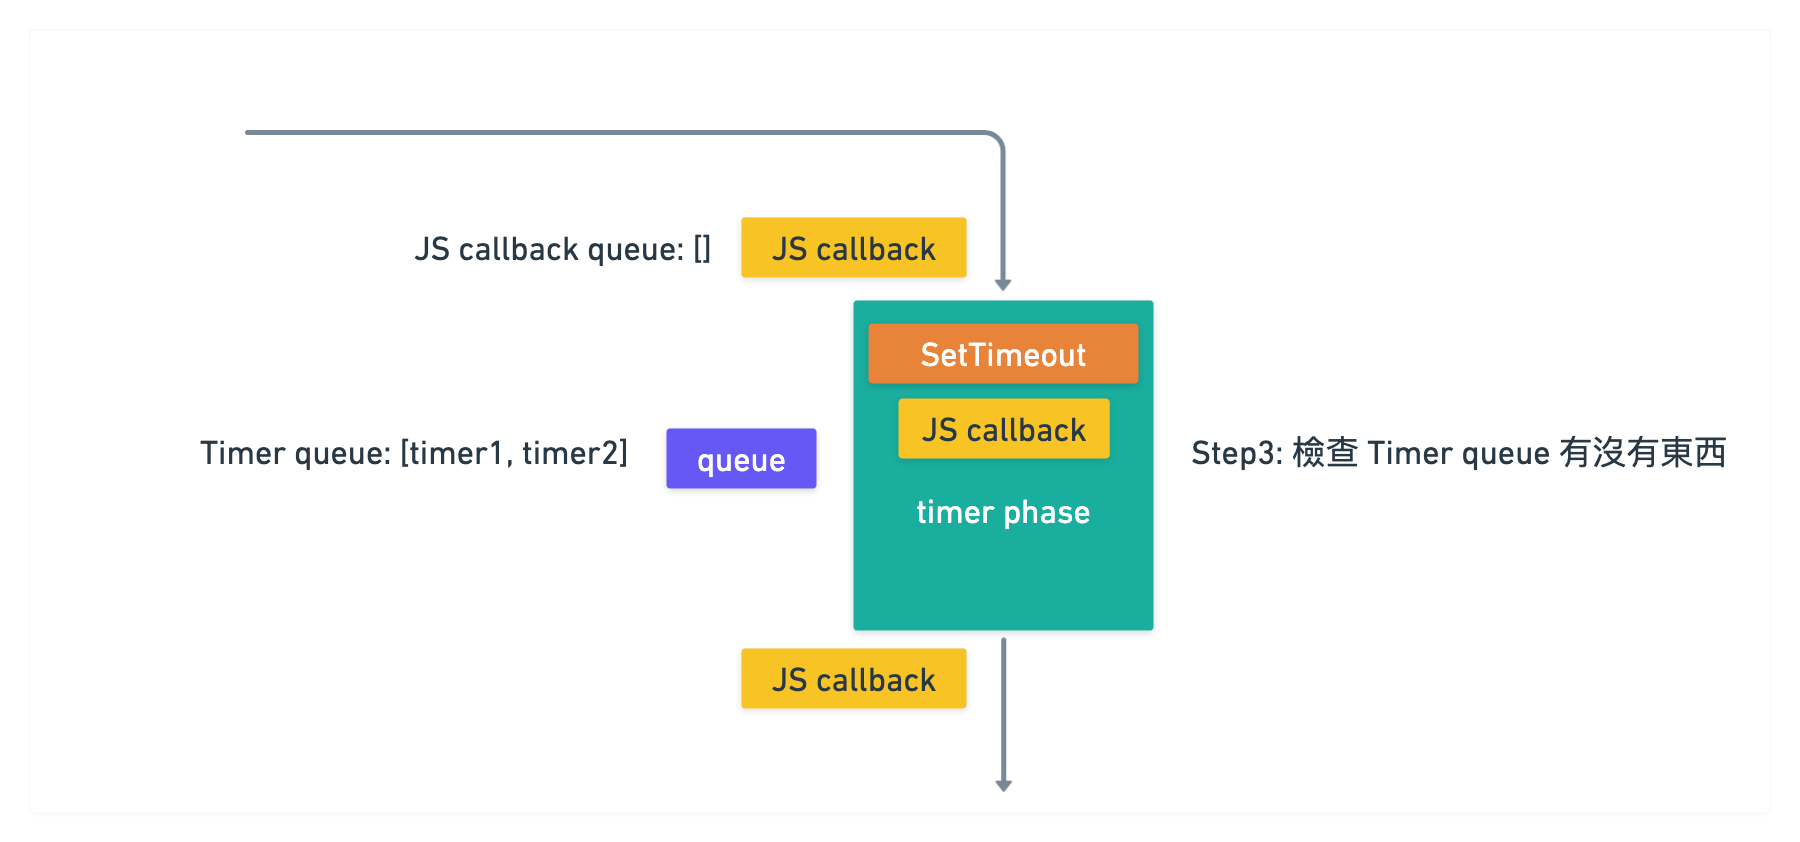 JS callback queue: []
JS callback
SetTimeout
JS callback
Timer queue: [timer1, timer2]
queue
Step3: 檢查 Timer queue 有沒有東西
timer phase
JS callback